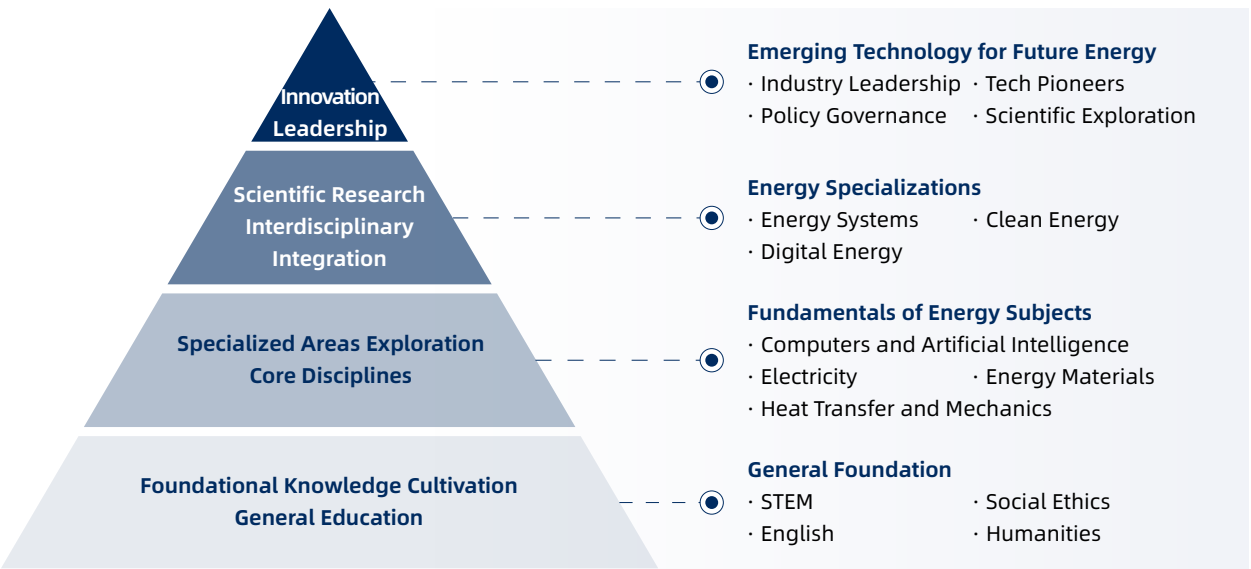 Innovation
Leadership
Emerging Technology for Future Energy
· Industry Leadership · Tech Pioneers
· Policy Governance · Scientific Exploration
Scientific Research
Interdisciplinary
Integration
Energy Specializations
· Energy Systems · Clean Energy
· Digital Energy
Specialized Areas Exploration
Core Disciplines
Fundamentals of Energy Subjects
· Computers and Artificial Intelligence
· Electricity · Energy Materials
· Heat Transfer and Mechanics
Foundational Knowledge Cultivation
General Education
General Foundation
· STEM · Social Ethics
· English · Humanities